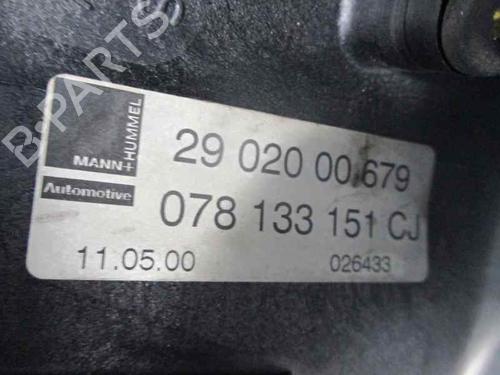 MANN+HUMMEL
Automotive
29 020 00 679
078 133 151 CJ
11.05.00 026433
B-PARTS